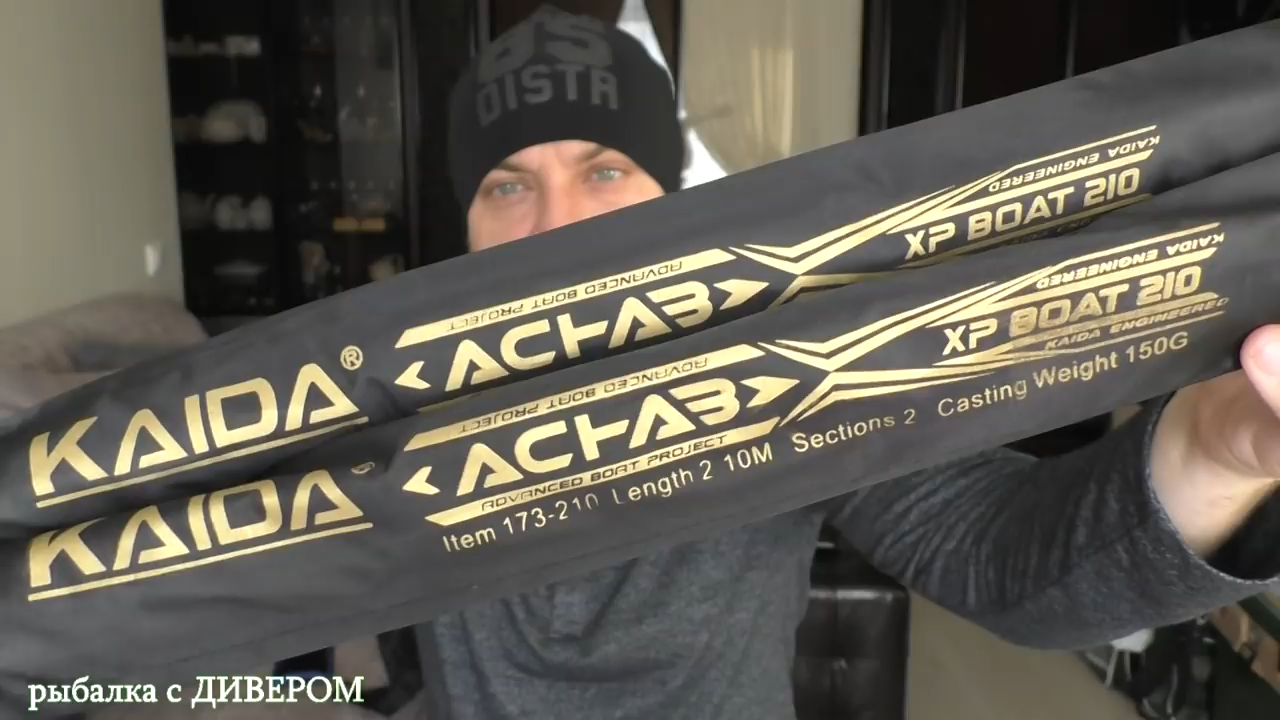 DISTR
KAIDA®
ADVANCED BOAT PROJECT
ACHAB
KAIDA ENGINEERED
XP BOAT 210
KAIDA®
ADVANCED BOAT PROJECT
ACHAB
ADVANCED BOAT PROJECT
KAIDA ENGINEERED
XP BOAT 210
KAIDA ENGINEERED
Item 173-210 Length 2 10M Sections 2 Casting Weight 150G
рыбалка с ДИВЕРОМ